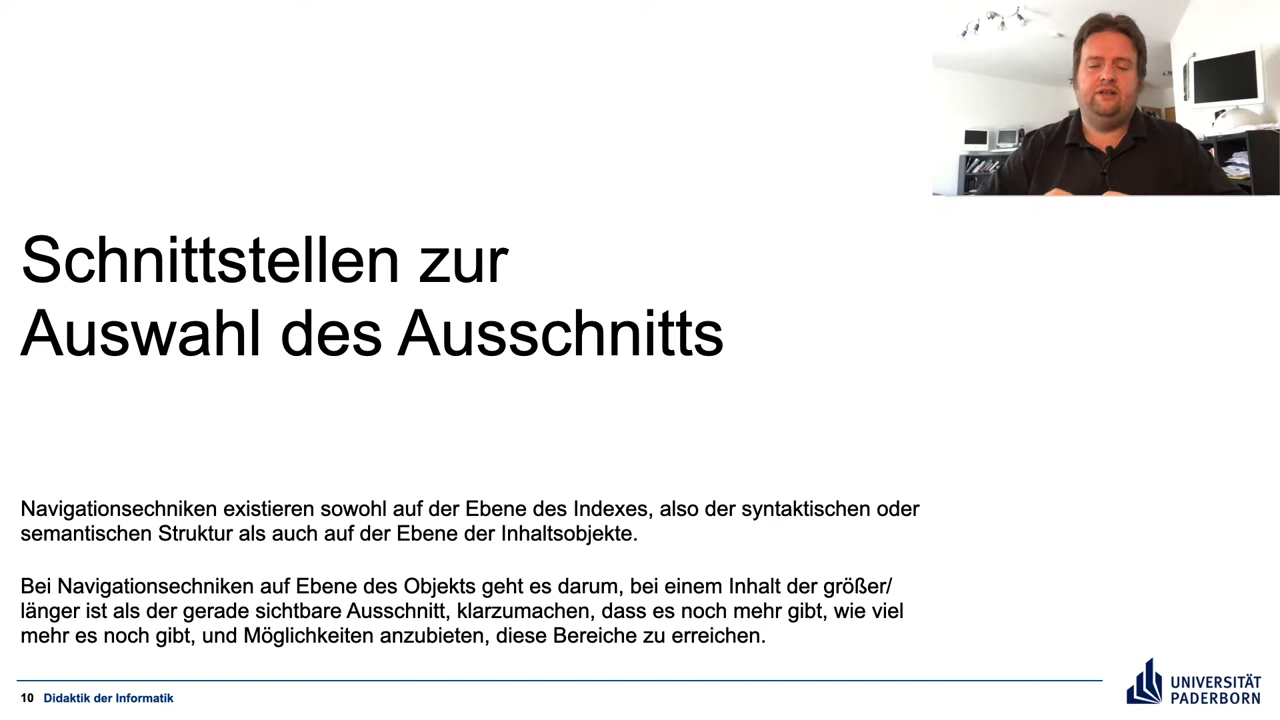 Schnittstellen zur
Auswahl des Ausschnitts
Navigationsechniken existieren sowohl auf der Ebene des Indexes, also der syntaktischen oder
semantischen Struktur als auch auf der Ebene der Inhaltsobjekte.
Bei Navigationsechniken auf Ebene des Objekts geht es darum, bei einem Inhalt der größer/
länger ist als der gerade sichtbare Ausschnitt, klarzumachen, dass es noch mehr gibt, wie viel
mehr es noch gibt, und Möglichkeiten anzubieten, diese Bereiche zu erreichen.
10 Didaktik der Informatik
UNIVERSITÄT
PADERBORN